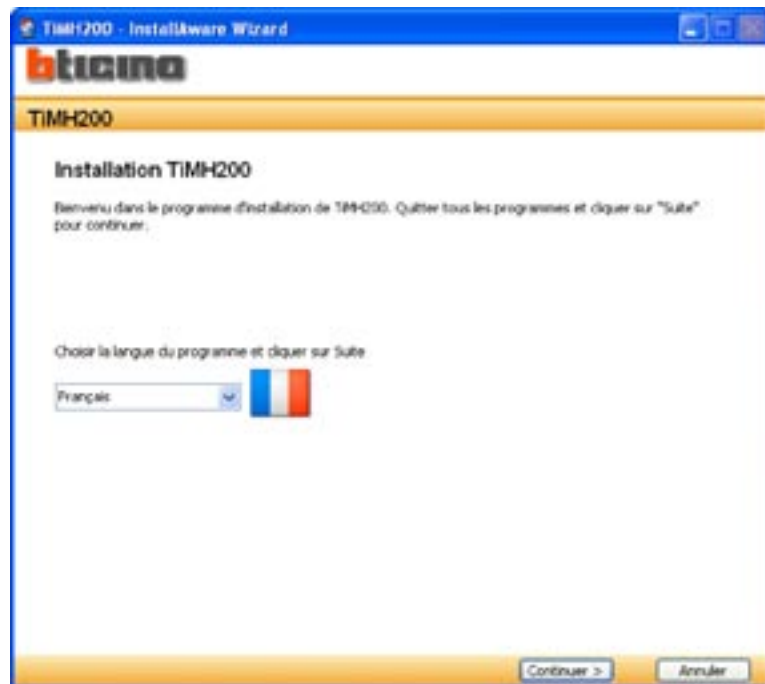 TiMH200 - InstallAware Wizard
bticino
TiMH200
Installation TiMH200
Bienvenu dans le programme d'installation de TiMH200. Quitter tous les programmes et cliquer sur "Suite"
pour continuer.
Choisir la langue du programme et cliquer sur Suite
Français
Continuer >
Annuler